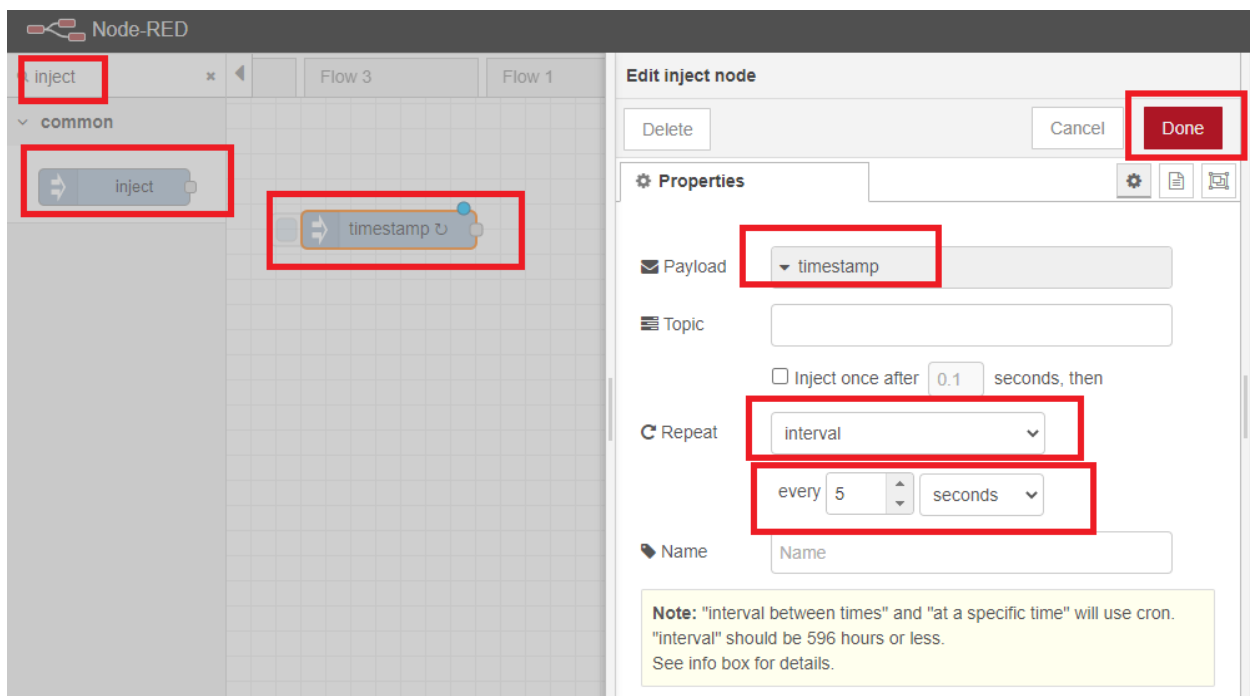 Node-RED
inject
Flow 3
Flow 1
common
inject
timestamp
Edit inject node
Delete
Cancel
Done
Properties
Payload
timestamp
Topic
Inject once after 0.1 seconds, then
Repeat
interval
every 5 seconds
Name
Name
Note: "interval between times" and "at a specific time" will use cron.
"interval" should be 596 hours or less.
See info box for details.